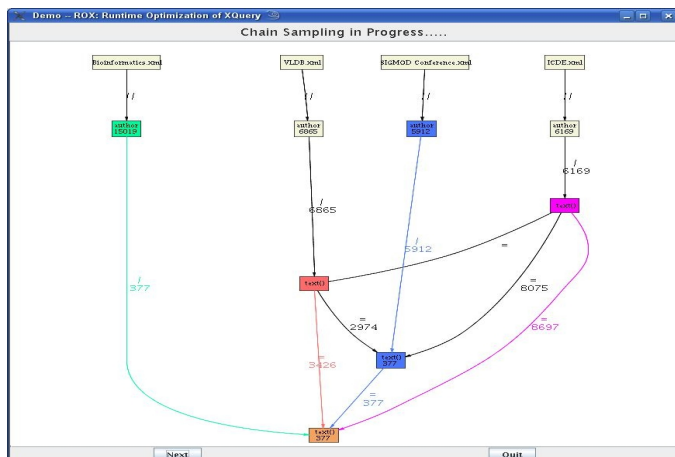 Demo -- ROX: Runtime Optimization of XQuery
Chain Sampling in Progress.....
Bioinformatics.xml
VLDB.xml
SIGMOD Conference.xml
ICDE.xml
//
//
//
//
author
15019
author
6865
author
5912
author
6169
/
6169
text()
/
6865
/
5912
=
/
377
text()
=
8075
=
2974
=
8697
text()
377
=
3426
=
377
text()
377
Next
Quit